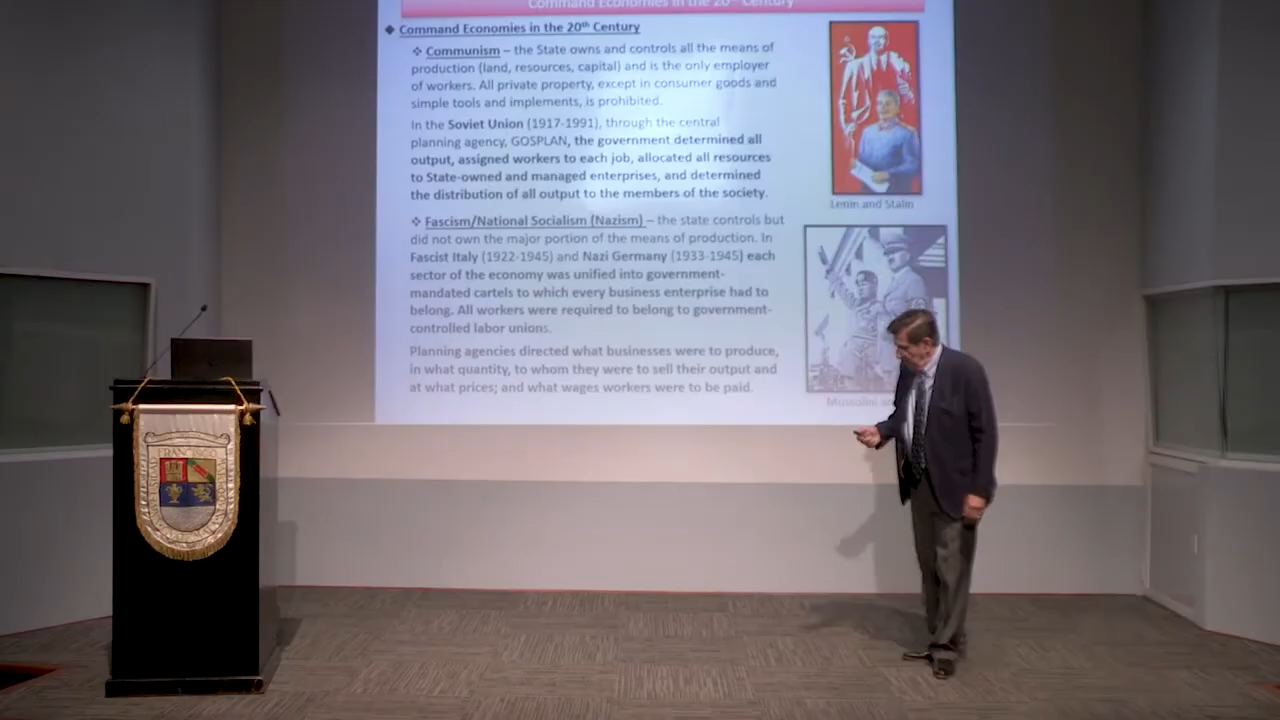 Command Economies in the 20th Century
❖ Command Economies in the 20th Century
❖ Communism – the State owns and controls all the means of
production (land, resources, capital) and is the only employer
of workers. All private property, except in consumer goods and
simple tools and implements, is prohibited.
In the Soviet Union (1917-1991), through the central
planning agency, GOSPLAN, the government determined all
output, assigned workers to each job, allocated all resources
to State-owned and managed enterprises, and determined
the distribution of all output to the members of the society.
Lenin and Stalin
❖ Fascism/National Socialism (Nazism) – the state controls but
did not own the major portion of the means of production. In
Fascist Italy (1922-1945) and Nazi Germany (1933-1945) each
sector of the economy was unified into government-
mandated cartels to which every business enterprise had to
belong. All workers were required to belong to government-
controlled labor unions.
Planning agencies directed what businesses were to produce,
in what quantity, to whom they were to sell their output and
at what prices; and what wages workers were to be paid.
Mussolini
FRANCISCO